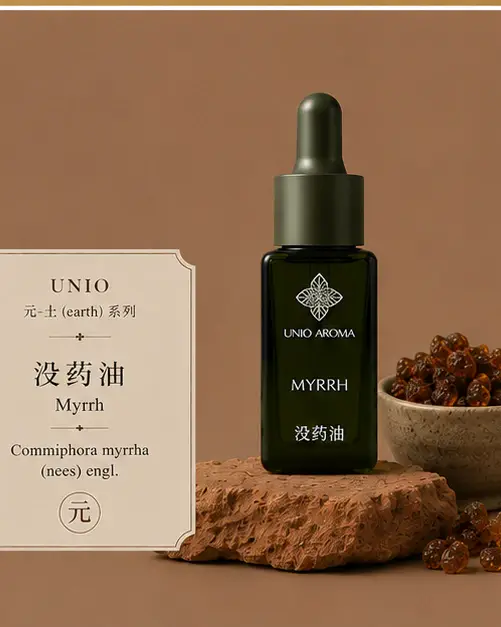 UNIO
元-土 (earth) 系列
没药油
Myrrh
Commiphora myrrha
(nees) engl.
元
UNIO AROMA
MYRRH
没药油